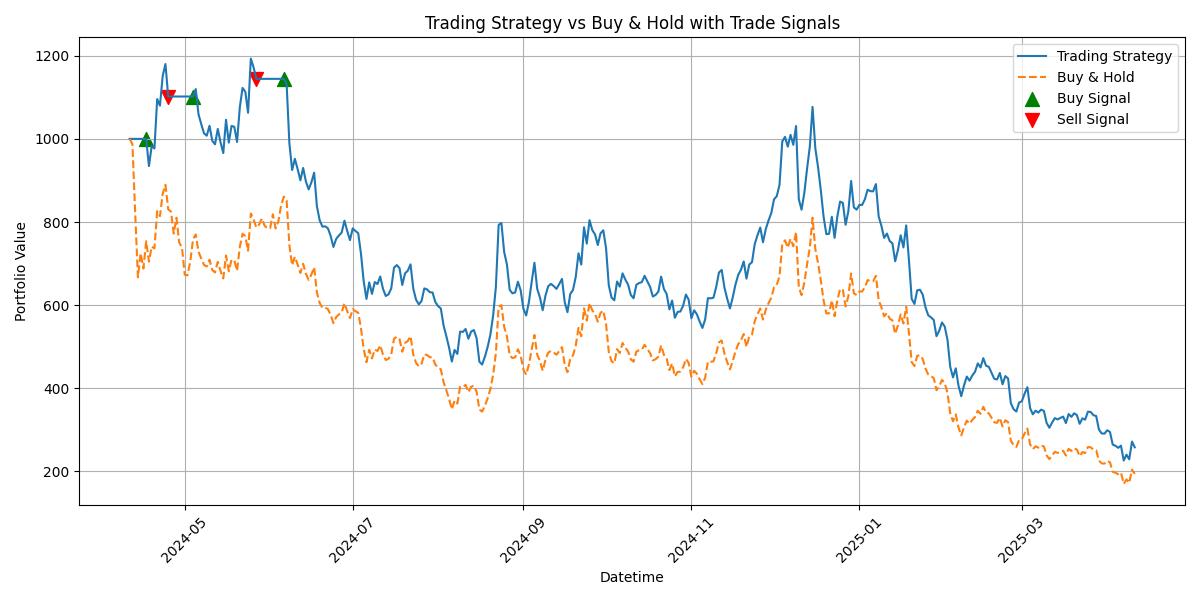 Trading Strategy vs Buy & Hold with Trade Signals
1200
1000
800
600
400
200
Portfolio Value
Trading Strategy
Buy & Hold
Buy Signal
Sell Signal
2024-05
2024-07
2024-09
2024-11
2025-01
2025-03
Datetime